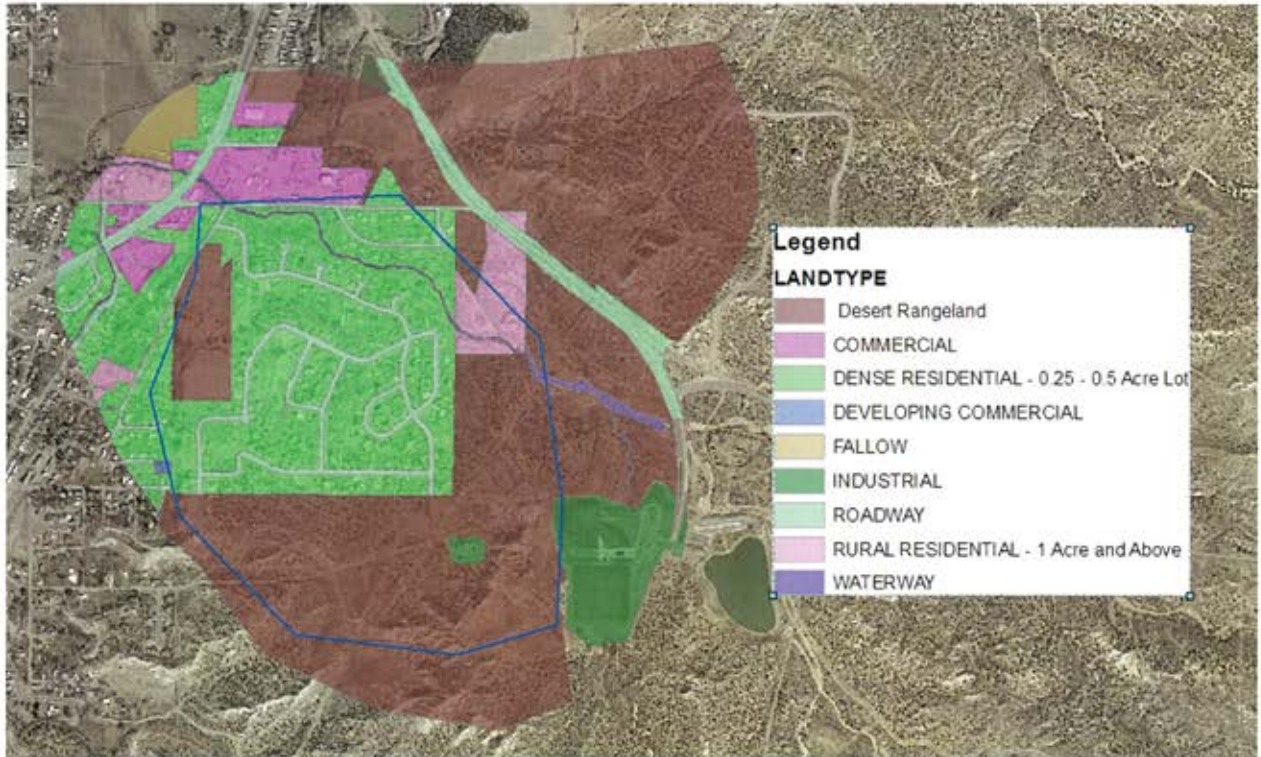 Legend
LANDTYPE
Desert Rangeland
COMMERCIAL
DENSE RESIDENTIAL - 0.25 - 0.5 Acre Lot
DEVELOPING COMMERCIAL
FALLOW
INDUSTRIAL
ROADWAY
RURAL RESIDENTIAL - 1 Acre and Above
WATERWAY